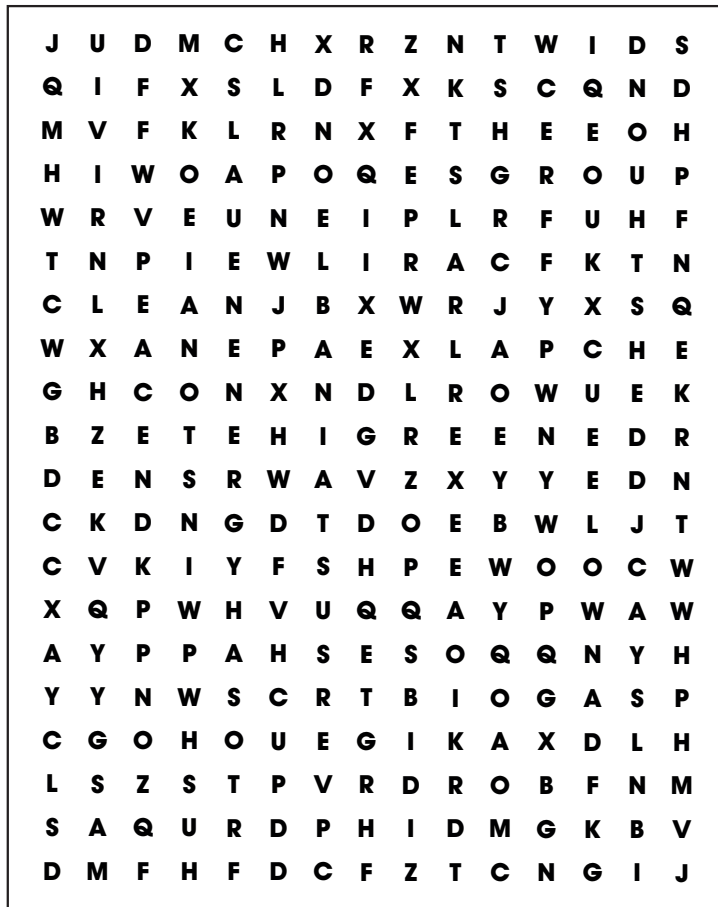 J U D M C H X R Z N T W I D S
Q I F X S L D F X K S C Q N D
M V F K L R N X F T H E E O H
H I W O A P O Q E S G R O U P
W R V E U N E I P L R F U H F
T N P I E W L I R A C F K T N
C L E A N J B X W R J Y X S Q
W X A N E P A E X L A P C H E
G H C O N X N D L R O W U E K
B Z E T E H I G R E E N E D R
D E N S R W A V Z X Y Y E D N
C K D N G D T D O E B W L J T
C V K I Y F S H P E W O O C W
X Q P W H V U Q Q A Y P W A W
A Y P P A H S E S O Q Q N Y H
Y Y N W S C R T B I O G A S P
C G O H O U E G I K A X D L H
L S Z S T P V R D R O B F N M
S A Q U R D P H I D M G K B V
D M F H F D C F Z T C N G I J